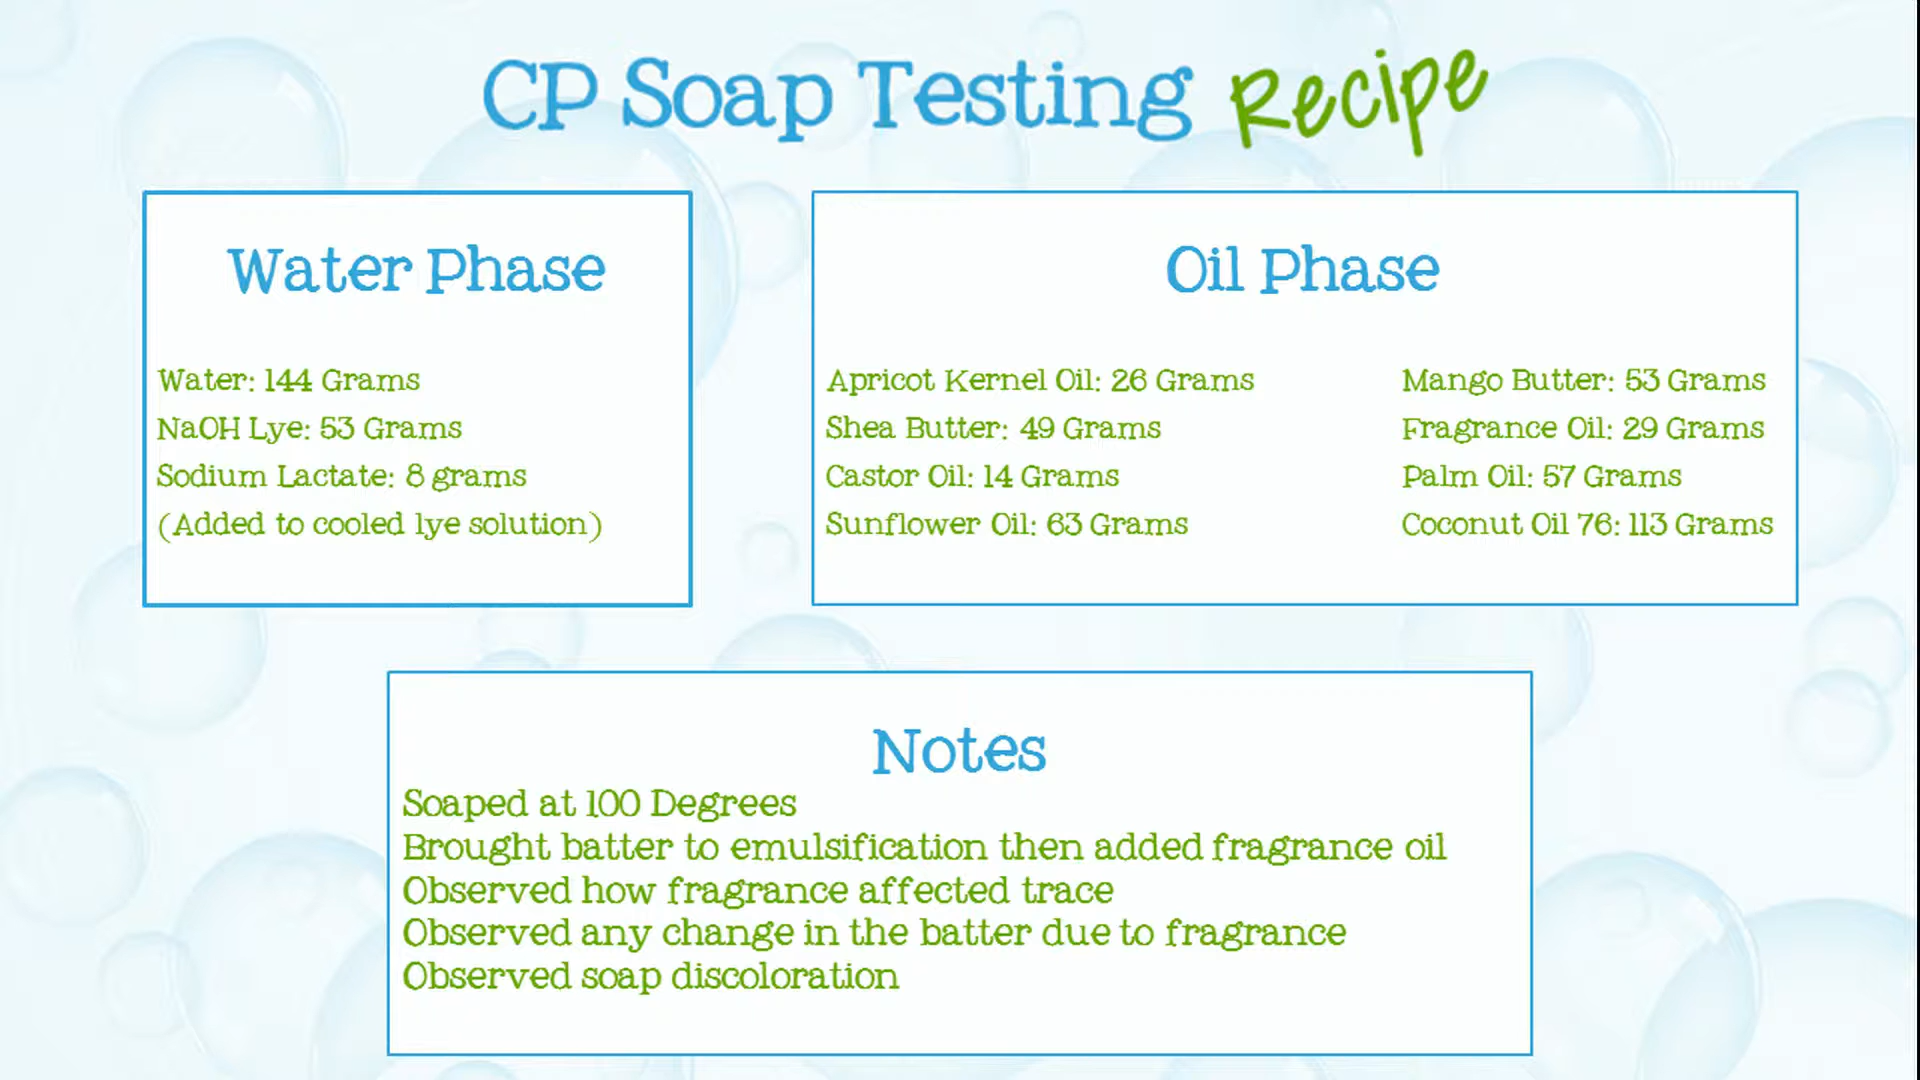 CP Soap Testing Recipe
Water Phase
Water: 144 Grams
NaOH Lye: 53 Grams
Sodium Lactate: 8 grams
(Added to cooled lye solution)
Oil Phase
Apricot Kernel Oil: 26 Grams
Shea Butter: 49 Grams
Castor Oil: 14 Grams
Sunflower Oil: 63 Grams
Mango Butter: 53 Grams
Fragrance Oil: 29 Grams
Palm Oil: 57 Grams
Coconut Oil 76: 113 Grams
Notes
Soaped at 100 Degrees
Brought batter to emulsification then added fragrance oil
Observed how fragrance affected trace
Observed any change in the batter due to fragrance
Observed soap discoloration